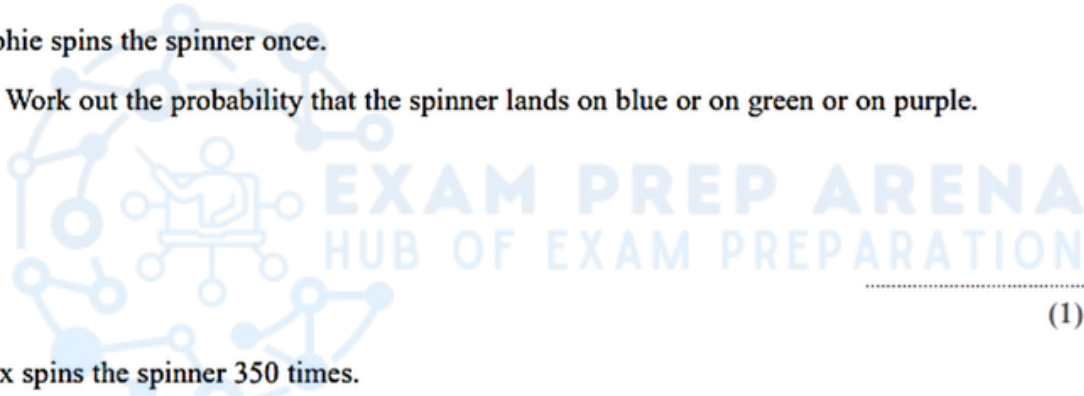 phie spins the spinner once.
Work out the probability that the spinner lands on blue or on green or on purple.
EXAM PREP ARENA
HUB OF EXAM PREPARATION
(1)
x spins the spinner 350 times.